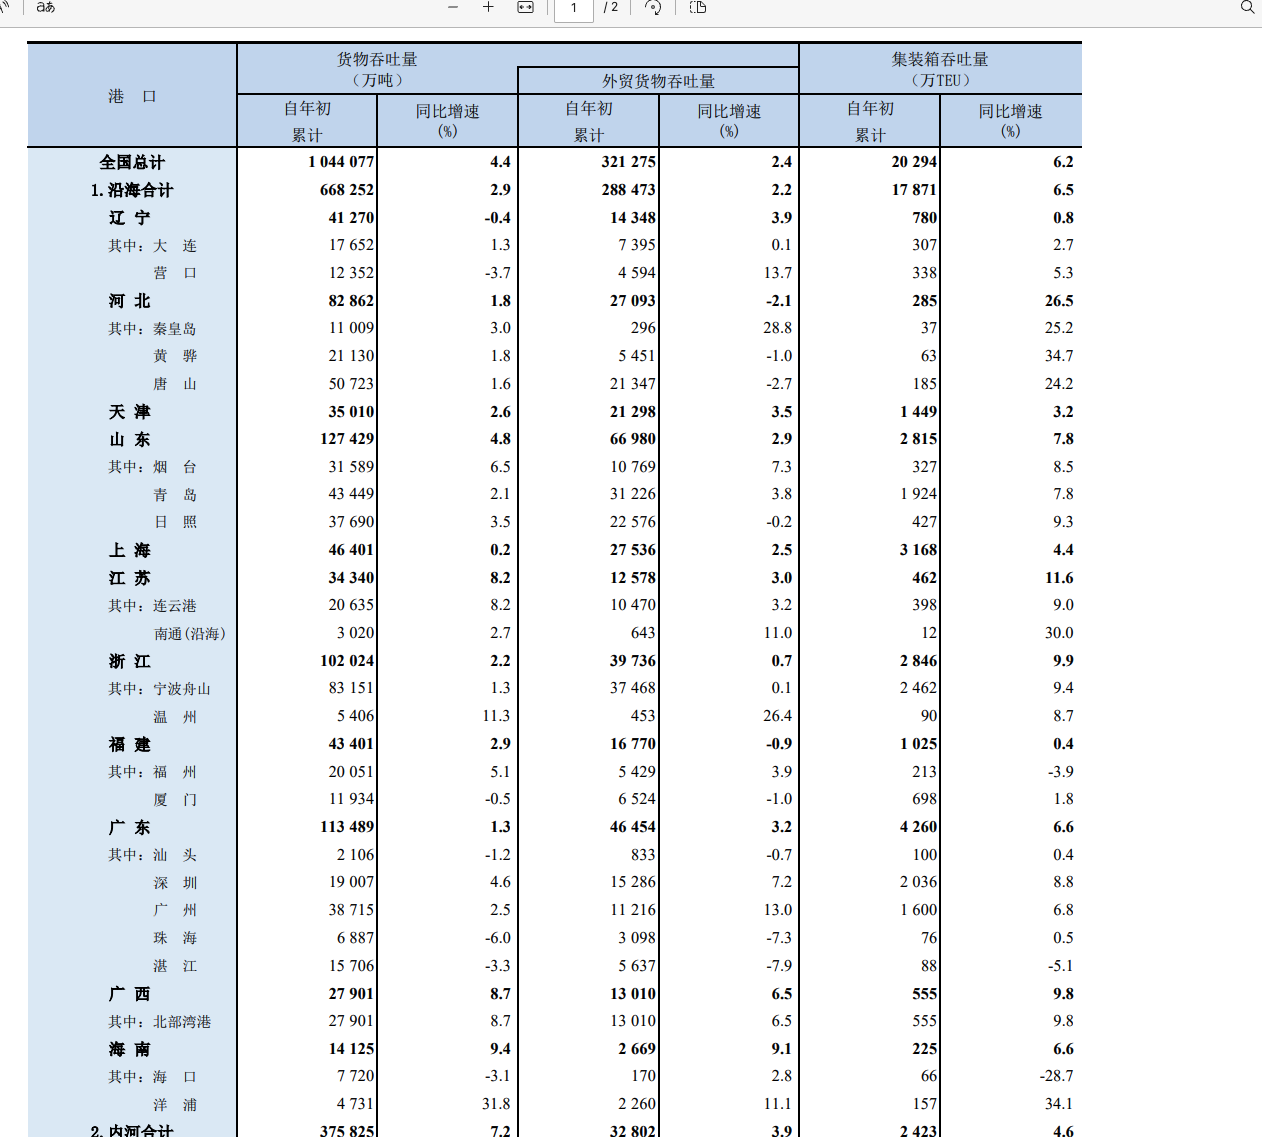 aあ
1 / 2
港 口 货物吞吐量 (万吨) 外贸货物吞吐量 集装箱吞吐量 (万TEU)
自年初累计 同比增速(%) 自年初累计 同比增速(%) 自年初累计 同比增速(%)
全国总计 1 044 077 4.4 321 275 2.4 20 294 6.2
1.沿海合计 668 252 2.9 288 473 2.2 17 871 6.5
辽 宁 41 270 -0.4 14 348 3.9 780 0.8
其中:大 连 17 652 1.3 7 395 0.1 307 2.7
营 口 12 352 -3.7 4 594 13.7 338 5.3
河 北 82 862 1.8 27 093 -2.1 285 26.5
其中:秦皇岛 11 009 3.0 296 28.8 37 25.2
黄 骅 21 130 1.8 5 451 -1.0 63 34.7
唐 山 50 723 1.6 21 347 -2.7 185 24.2
天 津 35 010 2.6 21 298 3.5 1 449 3.2
山 东 127 429 4.8 66 980 2.9 2 815 7.8
其中:烟 台 31 589 6.5 10 769 7.3 327 8.5
青 岛 43 449 2.1 31 226 3.8 1 924 7.8
日 照 37 690 3.5 22 576 -0.2 427 9.3
上 海 46 401 0.2 27 536 2.5 3 168 4.4
江 苏 34 340 8.2 12 578 3.0 462 11.6
其中:连云港 20 635 8.2 10 470 3.2 398 9.0
南通(沿海) 3 020 2.7 643 11.0 12 30.0
浙 江 102 024 2.2 39 736 0.7 2 846 9.9
其中:宁波舟山 83 151 1.3 37 468 0.1 2 462 9.4
温 州 5 406 11.3 453 26.4 90 8.7
福 建 43 401 2.9 16 770 -0.9 1 025 0.4
其中:福 州 20 051 5.1 5 429 3.9 213 -3.9
厦 门 11 934 -0.5 6 524 -1.0 698 1.8
广 东 113 489 1.3 46 454 3.2 4 260 6.6
其中:汕 头 2 106 -1.2 833 -0.7 100 0.4
深 圳 19 007 4.6 15 286 7.2 2 036 8.8
广 州 38 715 2.5 11 216 13.0 1 600 6.8
珠 海 6 887 -6.0 3 098 -7.3 76 0.5
湛 江 15 706 -3.3 5 637 -7.9 88 -5.1
广 西 27 901 8.7 13 010 6.5 555 9.8
其中:北部湾港 27 901 8.7 13 010 6.5 555 9.8
海 南 14 125 9.4 2 669 9.1 225 6.6
其中:海 口 7 720 -3.1 170 2.8 66 -28.7
洋 浦 4 731 31.8 2 260 11.1 157 34.1
2.内河合计 375 825 7.2 32 802 3.9 2 423 4.6